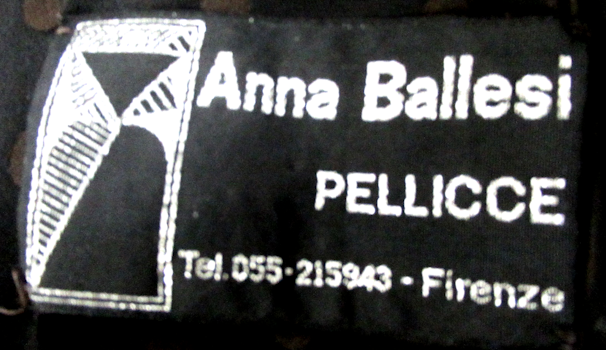 Anna Ballesi
PELLICCE
Tel.055-215943 - Firenze